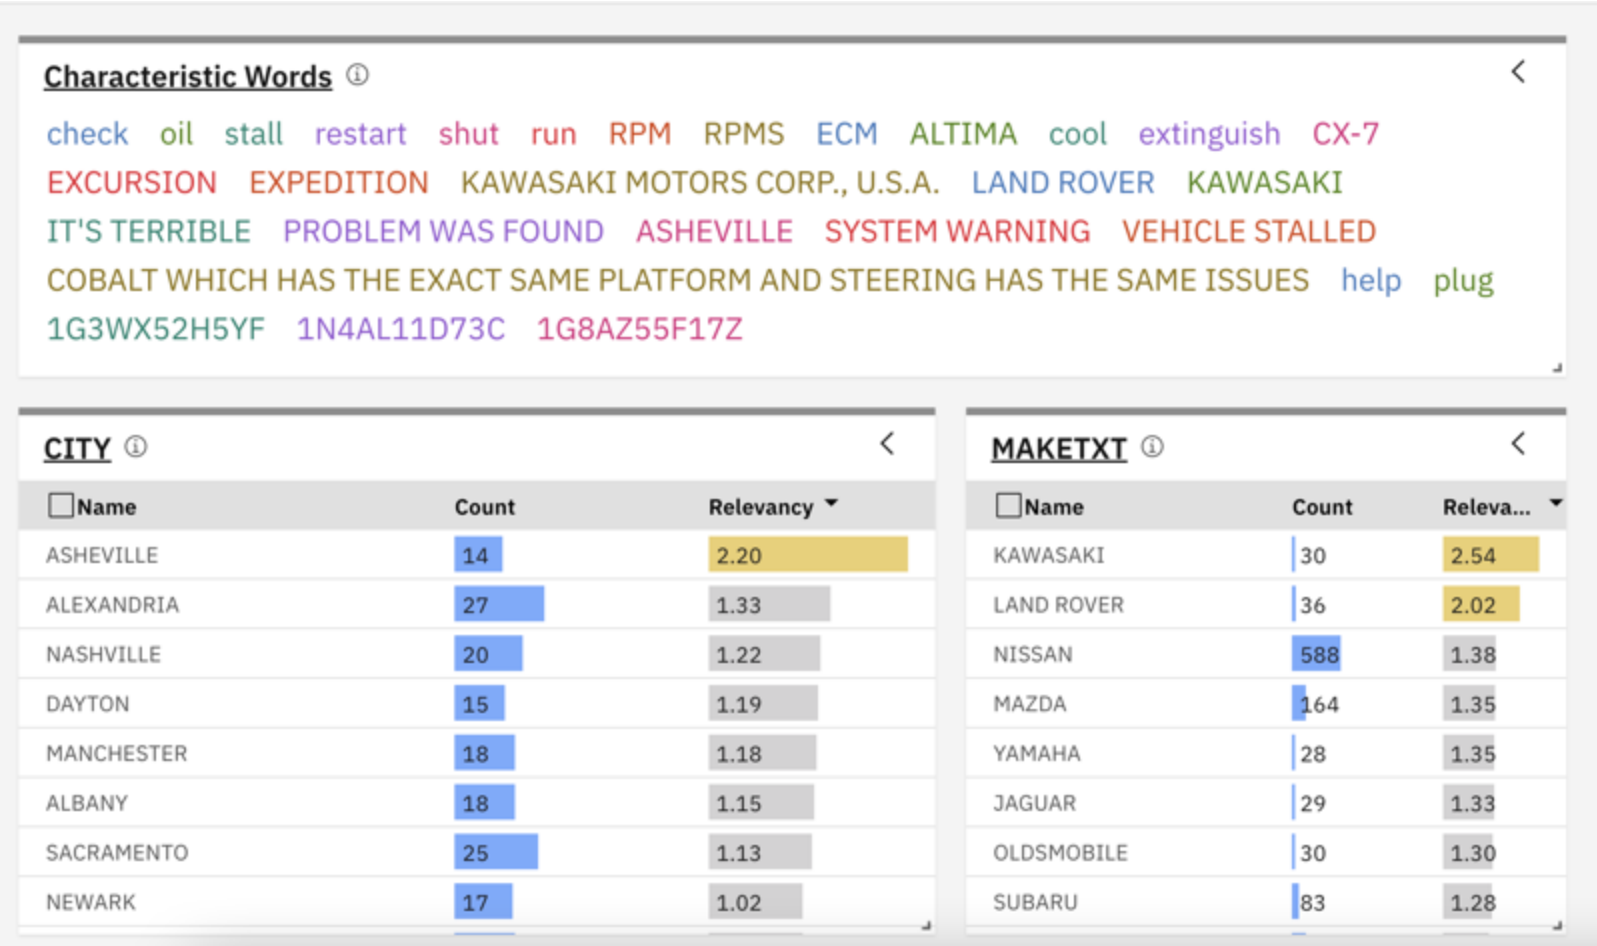 Characteristic Words
check oil stall restart shut run RPM RPMS ECM ALTIMA cool extinguish CX-7
EXCURSION EXPEDITION KAWASAKI MOTORS CORP., U.S.A. LAND ROVER KAWASAKI
IT'S TERRIBLE PROBLEM WAS FOUND ASHEVILLE SYSTEM WARNING VEHICLE STALLED
COBALT WHICH HAS THE EXACT SAME PLATFORM AND STEERING HAS THE SAME ISSUES help plug
1G3WX52H5YF 1N4AL11D73C 1G8AZ55F17Z
CITY
Name Count Relevancy
ASHEVILLE 14 2.20
ALEXANDRIA 27 1.33
NASHVILLE 20 1.22
DAYTON 15 1.19
MANCHESTER 18 1.18
ALBANY 18 1.15
SACRAMENTO 25 1.13
NEWARK 17 1.02
MAKETXT
Name Count Releva...
KAWASAKI 30 2.54
LAND ROVER 36 2.02
NISSAN 588 1.38
MAZDA 164 1.35
YAMAHA 28 1.35
JAGUAR 29 1.33
OLDSMOBILE 30 1.30
SUBARU 83 1.28